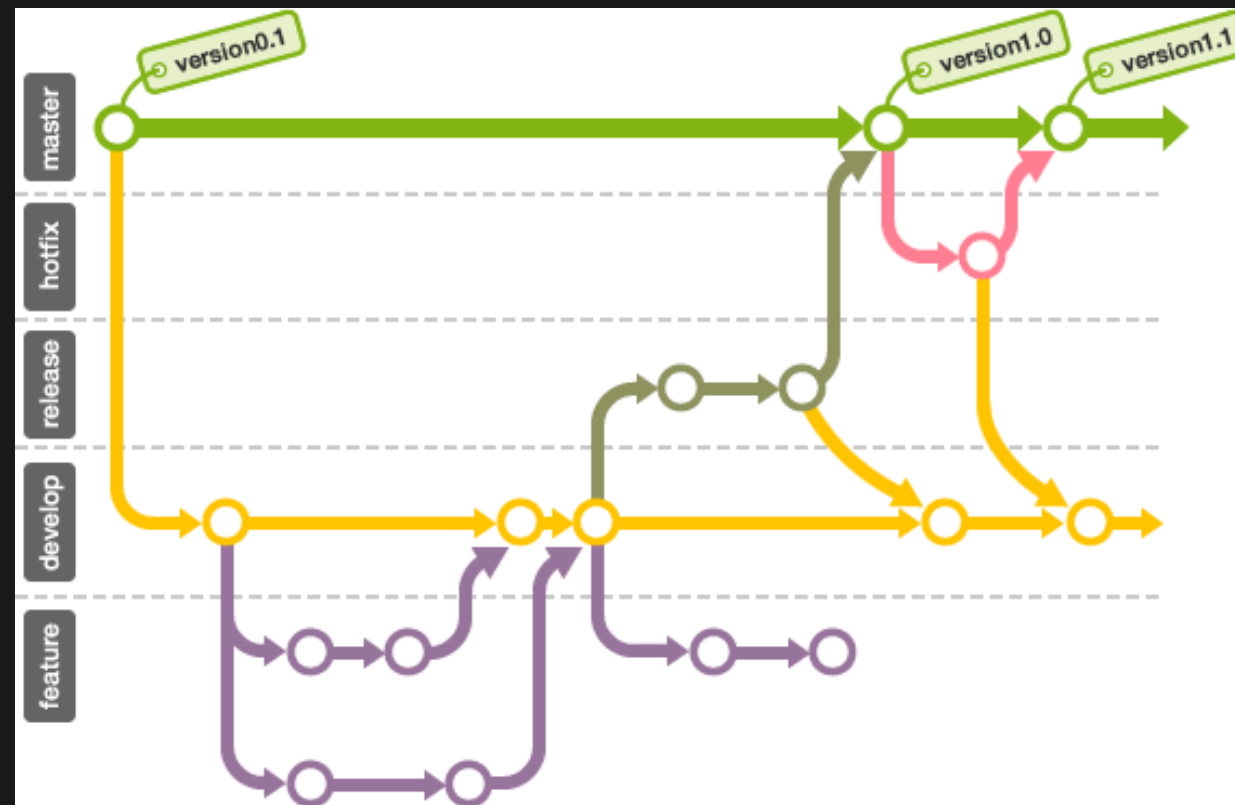 version0.1
version1.0
version1.1
master
hotfix
release
develop
feature